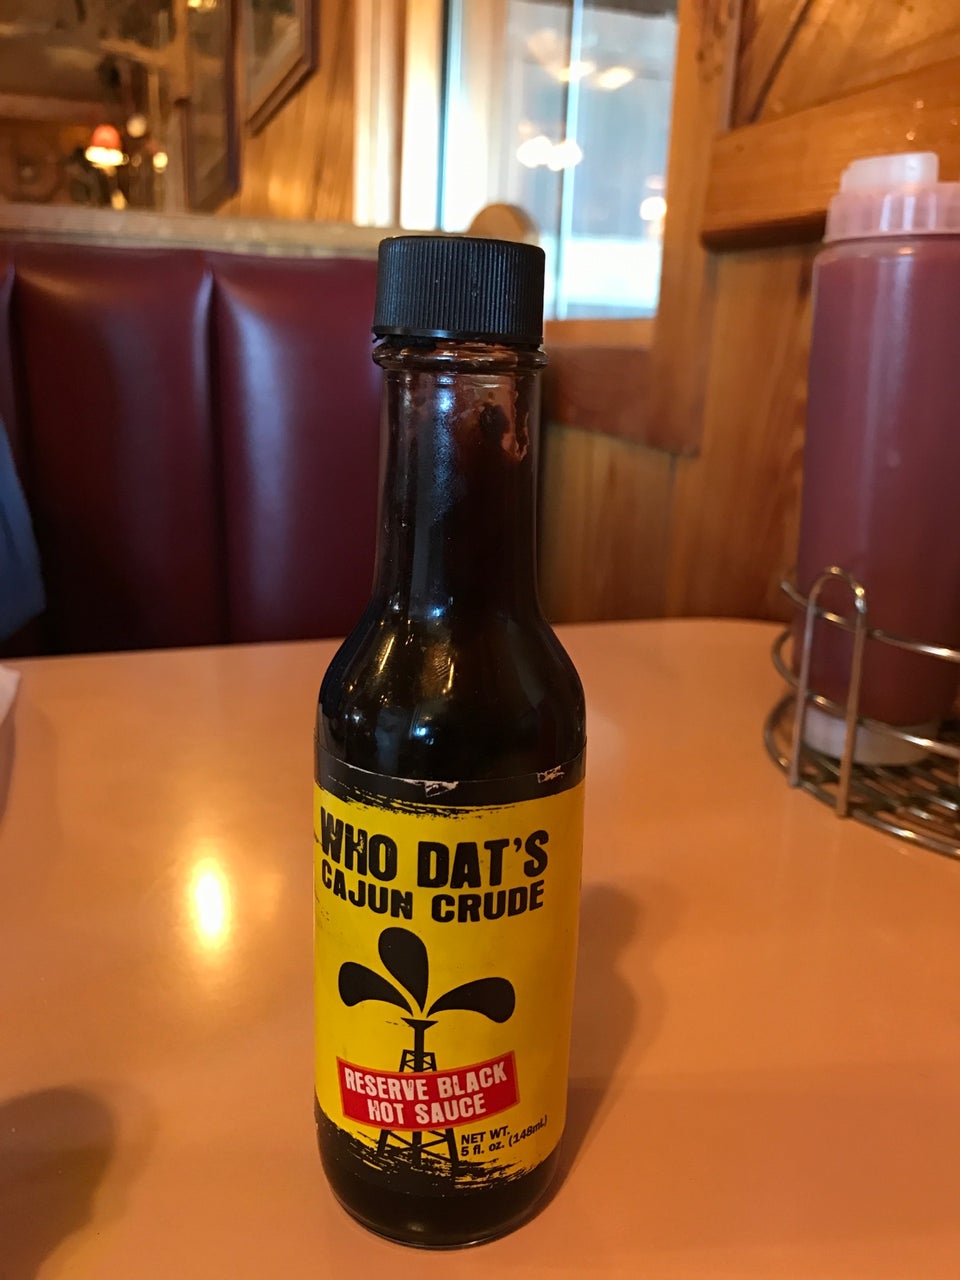 WHO DAT'S
CAJUN CRUDE
RESERVE BLACK
HOT SAUCE
NET WT.
5 fl. oz. (148mL)